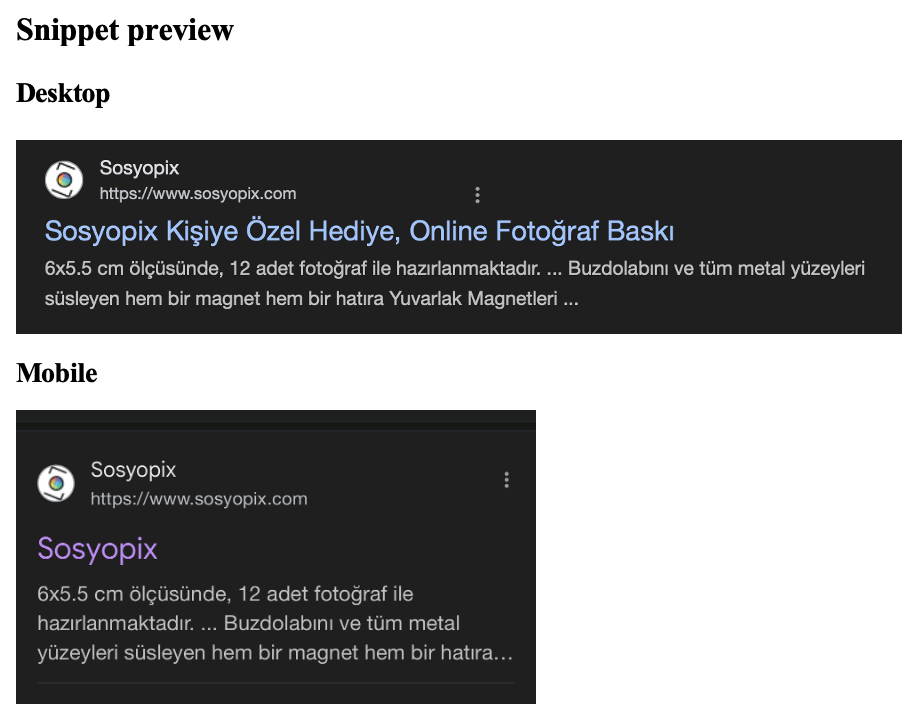 Snippet preview
Desktop
Sosyopix
https://www.sosyopix.com
Sosyopix Kişiye Özel Hediye, Online Fotoğraf Baskı
6x5.5 cm ölçüsünde, 12 adet fotoğraf ile hazırlanmaktadır. ... Buzdolabını ve tüm metal yüzeyleri
süsleyen hem bir magnet hem bir hatıra Yuvarlak Magnetleri ...
Mobile
Sosyopix
https://www.sosyopix.com
Sosyopix
6x5.5 cm ölçüsünde, 12 adet fotoğraf ile
hazırlanmaktadır. ... Buzdolabını ve tüm metal
yüzeyleri süsleyen hem bir magnet hem bir hatıra...